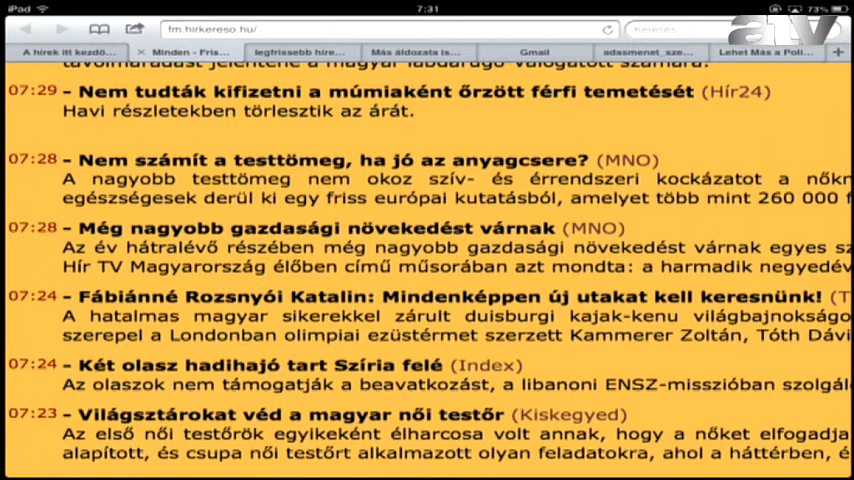 iPad
7:31
73%
fm.hirkereso.hu/
Keresés
atv
A hírek itt kezdő...
Minden - Fris...
legfrissebb híre...
Más áldozata is...
Gmail
adasmenet_sze...
Lehet Más a Poli...
távolmaradást jelentene a magyar labdarúgó-válogatott számára.
07:29 - Nem tudták kifizetni a múmiaként őrzött férfi temetését (Hír24)
Havi részletekben törlesztik az árát.
07:28 - Nem számít a testtömeg, ha jó az anyagcsere? (MNO)
A nagyobb testtömeg nem okoz szív- és érrendszeri kockázatot a nőkn
egészségesek derül ki egy friss európai kutatásból, amelyet több mint 260 000 f
07:28 - Még nagyobb gazdasági növekedést várnak (MNO)
Az év hátralévő részében még nagyobb gazdasági növekedést várnak egyes sz
Hír TV Magyarország élőben című műsorában azt mondta: a harmadik negyedév
07:24 - Fábiánné Rozsnyói Katalin: Mindenképpen új utakat kell keresnünk! (T
A hatalmas magyar sikerekkel zárult duisburgi kajak-kenu világbajnokságo
szerepel a Londonban olimpiai ezüstérmet szerzett Kammerer Zoltán, Tóth Dávi
07:24 - Két olasz hadihajó tart Szíria felé (Index)
Az olaszok nem támogatják a beavatkozást, a libanoni ENSZ-misszióban szolgál
07:23 - Világsztárokat véd a magyar női testőr (Kiskegyed)
Az első női testőrök egyikeként élharcosa volt annak, hogy a nőket elfogadja
alapított, és csupa női testőrt alkalmazott olyan feladatokra, ahol a háttérben, é